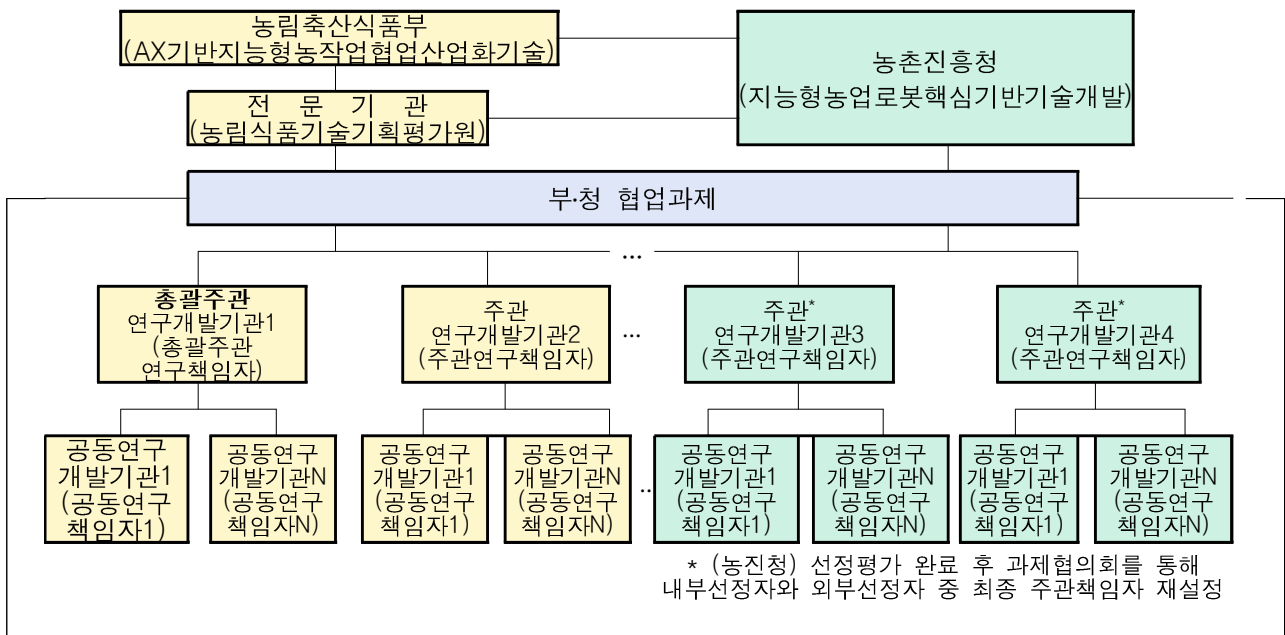 농림축산식품부
(AX기반지능형농작업협업산업화기술)
농촌진흥청
(지능형농업로봇핵심기반기술개발)
전 문 기 관
(농림식품기술기획평가원)
부·청 협업과제
...
총괄주관
연구개발기관1
(총괄주관
연구책임자)
주관
연구개발기관2
(주관연구책임자)
...
주관*
연구개발기관3
(주관연구책임자)
주관*
연구개발기관4
(주관연구책임자)
공동연구
개발기관1
(공동연구
책임자1)
공동연구
개발기관N
(공동연구
책임자N)
공동연구
개발기관1
(공동연구
책임자1)
공동연구
개발기관N
(공동연구
책임자N)
..
공동연구
개발기관1
(공동연구
책임자1)
공동연구
개발기관N
(공동연구
책임자N)
공동연구
개발기관1
(공동연구
책임자1)
공동연구
개발기관N
(공동연구
책임자N)
* (농진청) 선정평가 완료 후 과제협의회를 통해
내부선정자와 외부선정자 중 최종 주관책임자 재설정